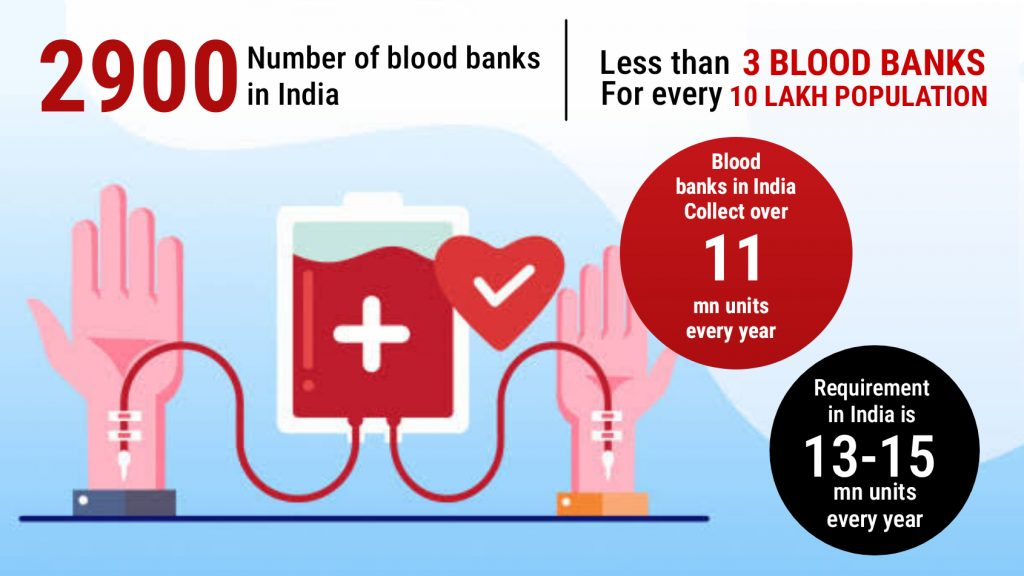 2900
Number of blood banks
in India
Less than 3 BLOOD BANKS
For every 10 LAKH POPULATION
Blood
banks in India
Collect over
11
mn units
every year
Requirement
in India is
13-15
mn units
every year